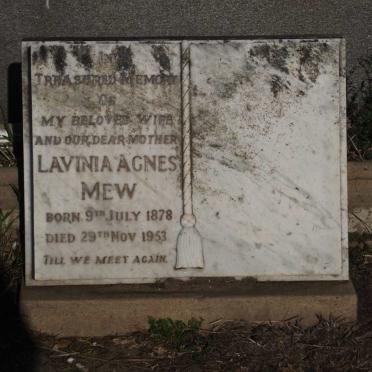 IN
TREASURED MEMORY
OF
MY BELOVED WIFE
AND OUR DEAR MOTHER
LAVINIA AGNES
MEW
BORN 9TH JULY 1878
DIED 29TH NOV 1953
TILL WE MEET AGAIN.